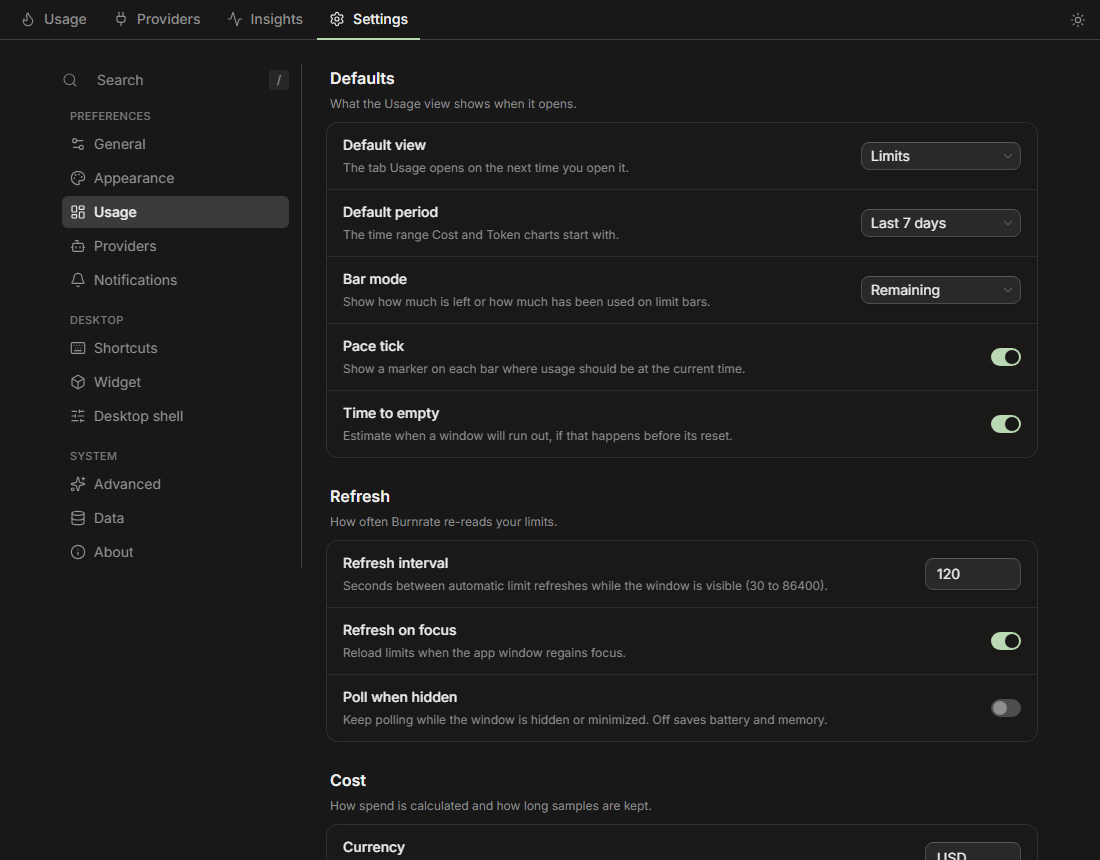 Usage
Providers
Insights
Settings
Search
/
PREFERENCES
General
Appearance
Usage
Providers
Notifications
DESKTOP
Shortcuts
Widget
Desktop shell
SYSTEM
Advanced
Data
About
Defaults
What the Usage view shows when it opens.
Default view
The tab Usage opens on the next time you open it.
Limits
Default period
The time range Cost and Token charts start with.
Last 7 days
Bar mode
Show how much is left or how much has been used on limit bars.
Remaining
Pace tick
Show a marker on each bar where usage should be at the current time.
Time to empty
Estimate when a window will run out, if that happens before its reset.
Refresh
How often Burnrate re-reads your limits.
Refresh interval
Seconds between automatic limit refreshes while the window is visible (30 to 86400).
120
Refresh on focus
Reload limits when the app window regains focus.
Poll when hidden
Keep polling while the window is hidden or minimized. Off saves battery and memory.
Cost
How spend is calculated and how long samples are kept.
Currency
USD